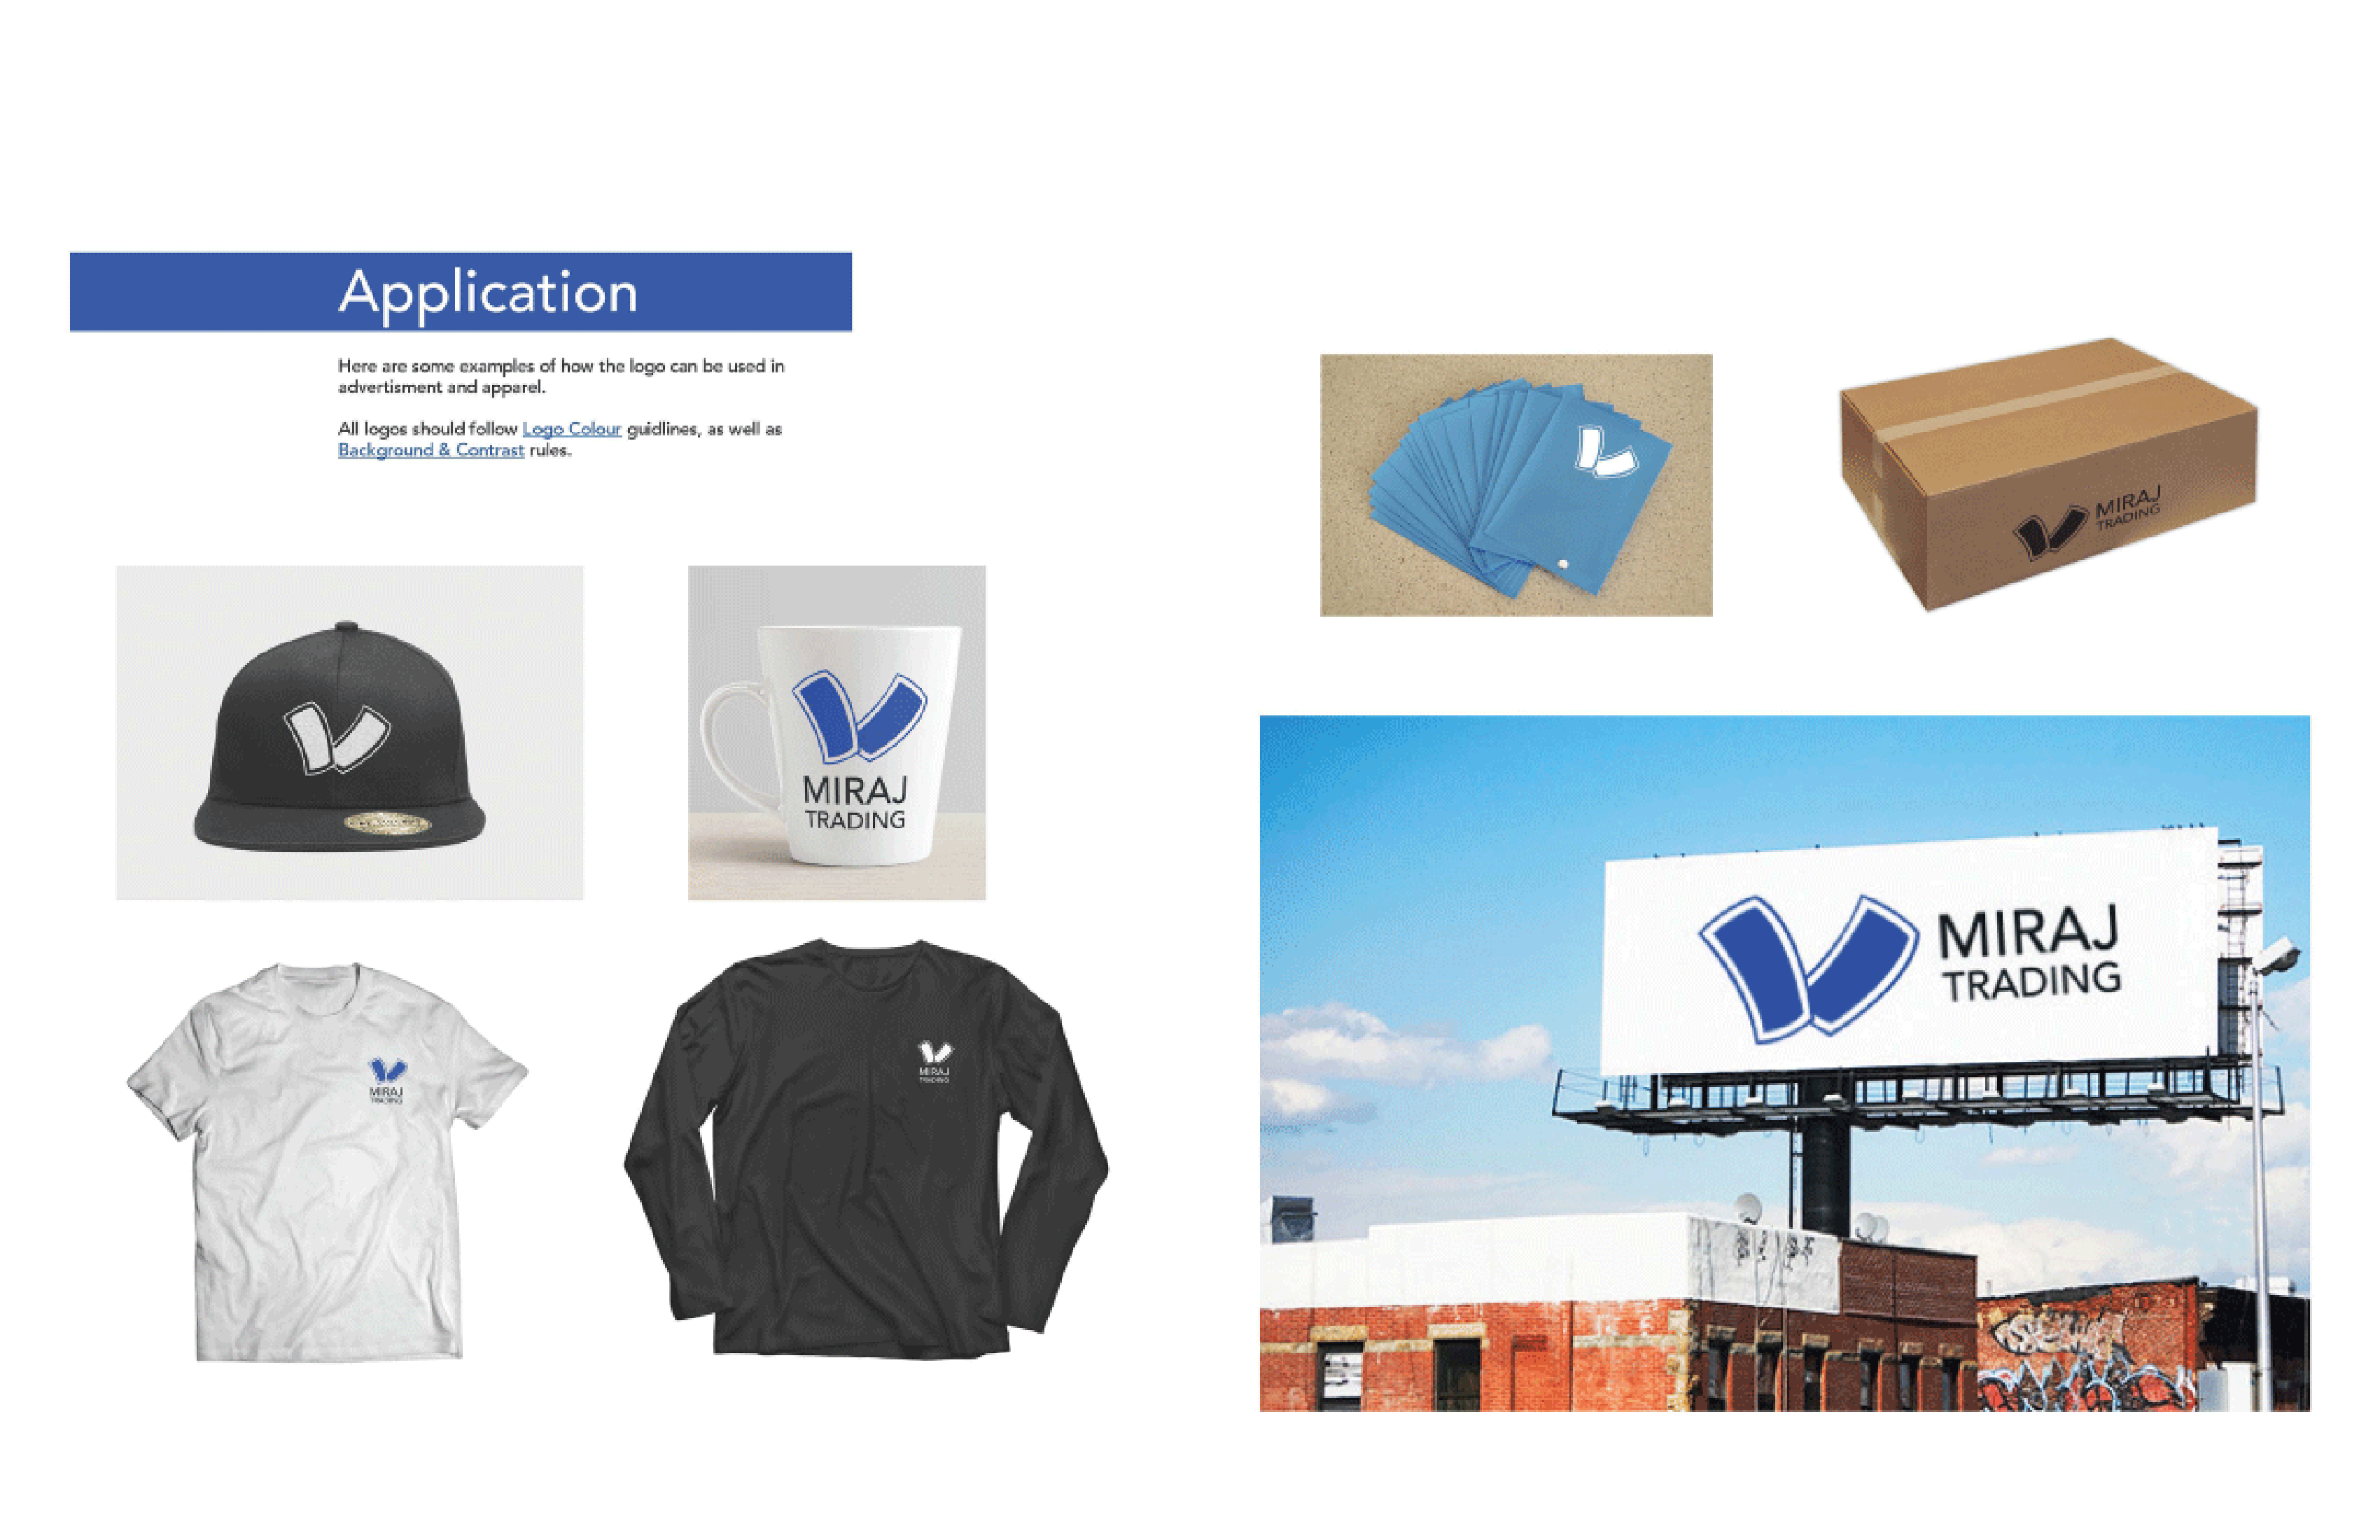 Application
Here are some examples of how the logo can be used in
advertisment and apparel.
All logos should follow Logo Colour guidlines, as well as
Background & Contrast rules.
MIRAJ
TRADING
MIRAJ
TRADING
MIRAJ
TRADING
MIRAJ
TRADING
MIRAJ
TRADING